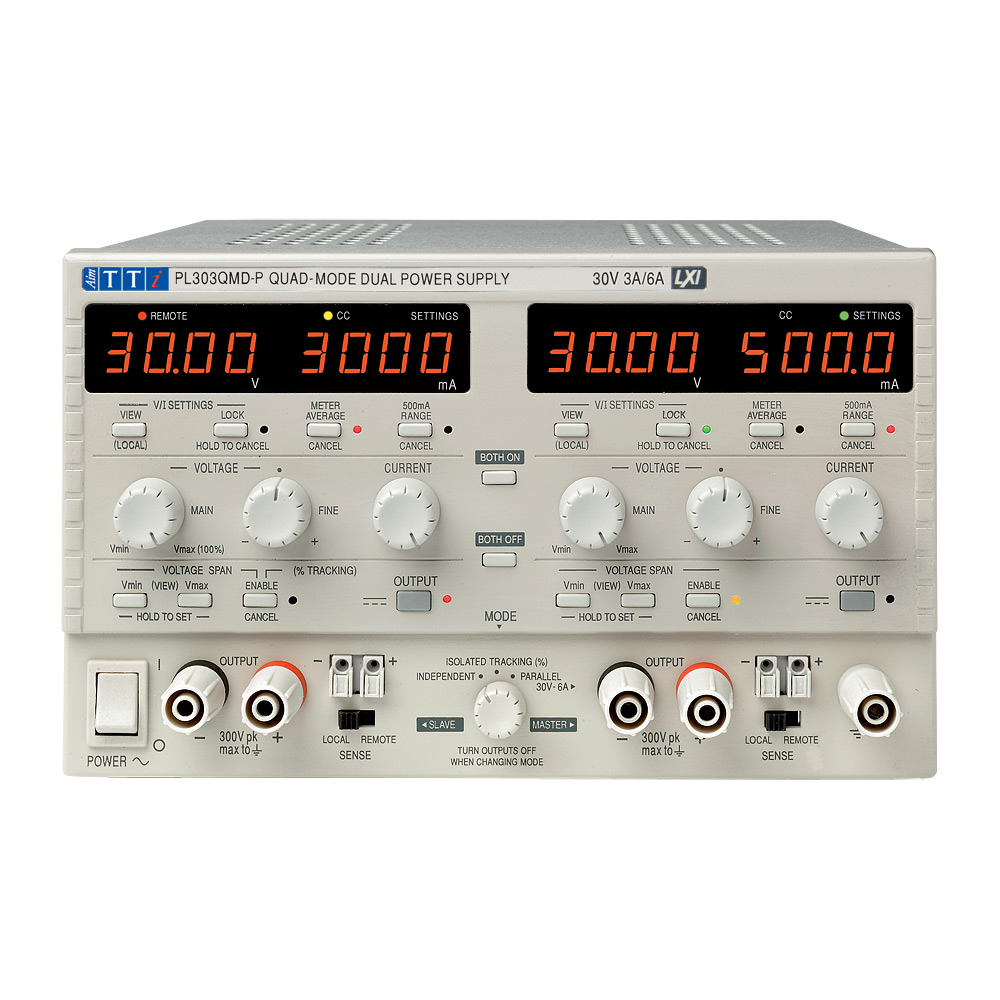 Aim TTi PL303QMD-P QUAD-MODE DUAL POWER SUPPLY 30V 3A/6A LXI
REMOTE CC SETTINGS CC SETTINGS
30.00 V 3000 mA 30.00 V 500.0 mA
V/I SETTINGS METER 500mA V/I SETTINGS METER 500mA
VIEW LOCK AVERAGE RANGE VIEW LOCK AVERAGE RANGE
(LOCAL) HOLD TO CANCEL CANCEL CANCEL (LOCAL) HOLD TO CANCEL CANCEL CANCEL
BOTH ON
VOLTAGE CURRENT VOLTAGE CURRENT
MAIN FINE MAIN FINE
Vmin Vmax (100%) - + Vmin Vmax - +
BOTH OFF
VOLTAGE SPAN (% TRACKING) VOLTAGE SPAN
Vmin (VIEW) Vmax ENABLE OUTPUT Vmin (VIEW) Vmax ENABLE OUTPUT
HOLD TO SET CANCEL HOLD TO SET CANCEL
MODE
I OUTPUT - + ISOLATED TRACKING (%) OUTPUT - +
INDEPENDENT PARALLEL
30V- 6A
SLAVE MASTER
- 300V pk + LOCAL REMOTE - 300V pk + LOCAL REMOTE
O max to SENSE TURN OUTPUTS OFF max to SENSE
POWER WHEN CHANGING MODE